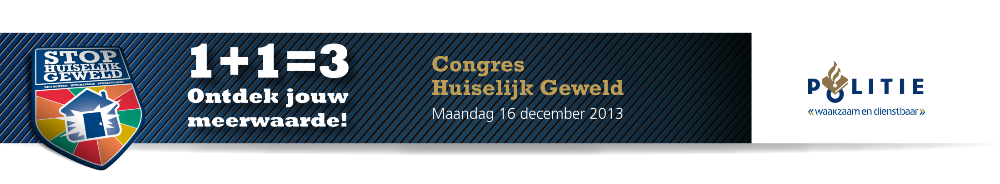 STOP
HUISELIJK
GEWELD
BEGRENZEN - BESCHERMEN - BEKRACHTIGEN
1+1=3
Ontdek jouw
meerwaarde!
Congres
Huiselijk Geweld
Maandag 16 december 2013
POLITIE
«waakzaam en dienstbaar»